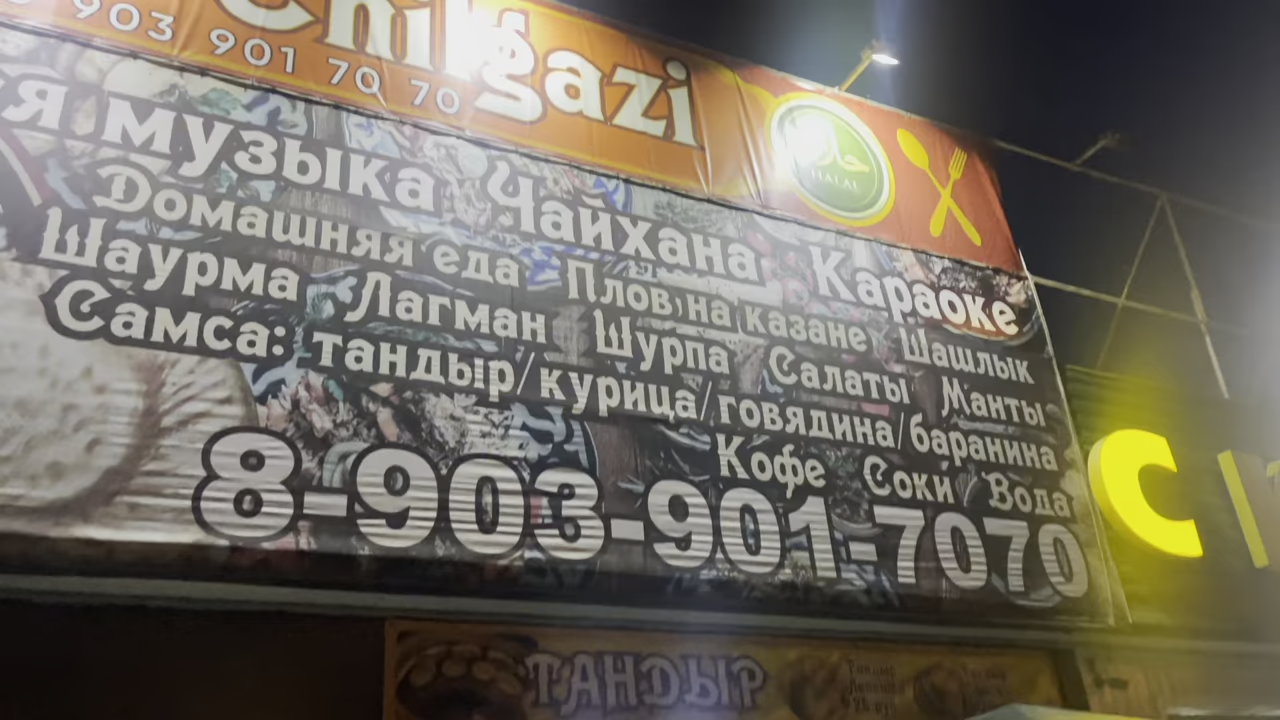 Chilgazi
903 901 70 70
HALAL
حلال
я музыка Чайхана Караоке
Домашняя еда Плов на казане Шашлык
Шаурма Лагман Шурпа Салаты Манты
Самса: тандыр/курица/говядина/баранина
Кофе Соки Вода
8-903-901-7070
С
ТАНДЫР